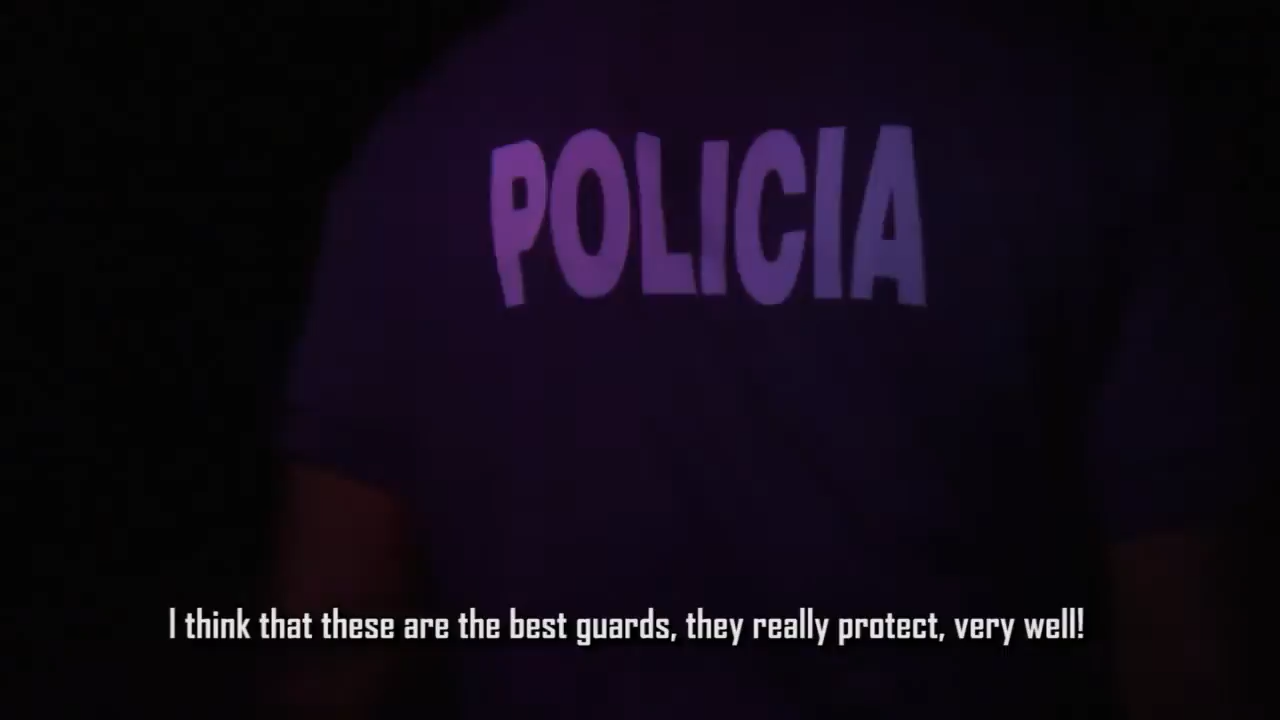 POLICIA
I think that these are the best guards, they really protect, very well!